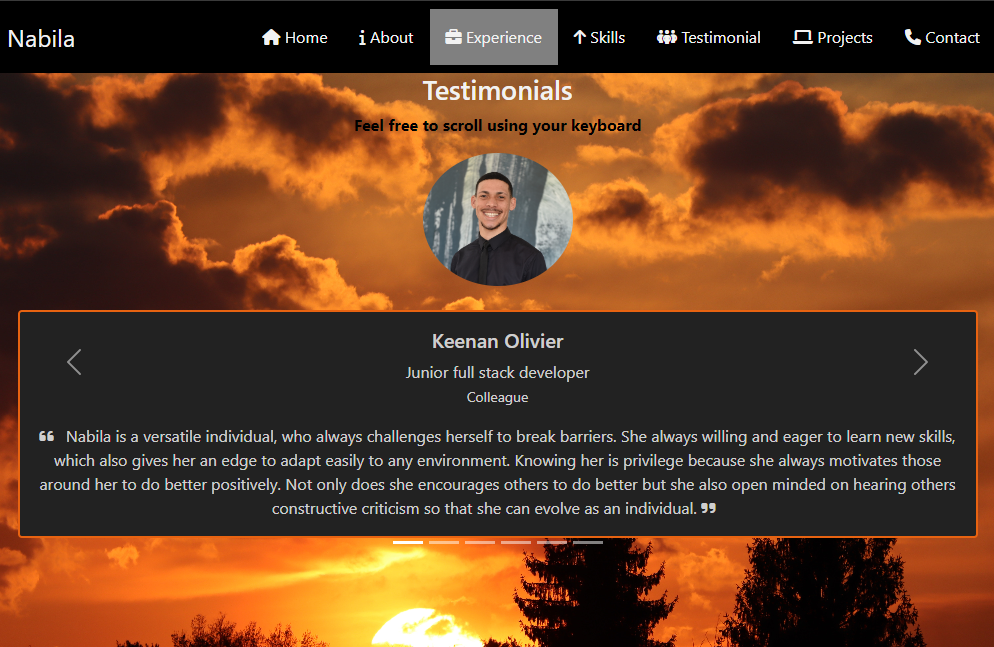 Nabila Home About Experience Skills Testimonial Projects Contact
Testimonials
Feel free to scroll using your keyboard
Keenan Olivier
Junior full stack developer
Colleague
“ Nabila is a versatile individual, who always challenges herself to break barriers. She always willing and eager to learn new skills,
which also gives her an edge to adapt easily to any environment. Knowing her is privilege because she always motivates those
around her to do better positively. Not only does she encourages others to do better but she also open minded on hearing others
constructive criticism so that she can evolve as an individual. ”